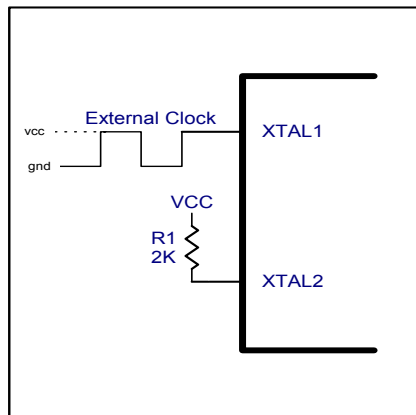 External Clock
vcc
XTAL1
gnd
VCC
R1
2K
XTAL2